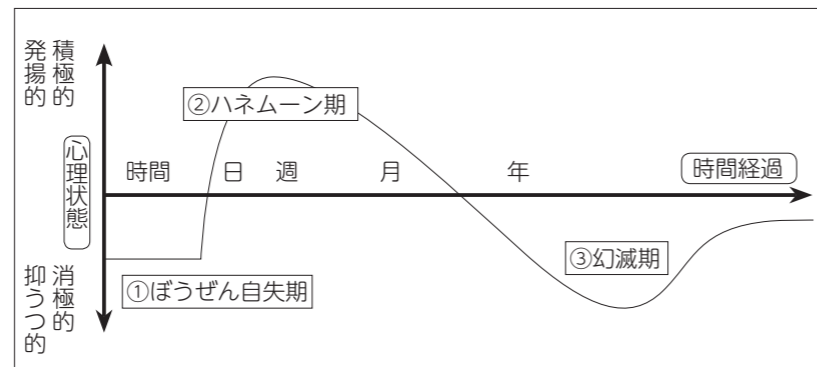 積極的
発揚的
②ハネムーン期
心理状態
時間 日 週 月 年
時間経過
①ぼうぜん自失期
③幻滅期
消極的
抑うつ的